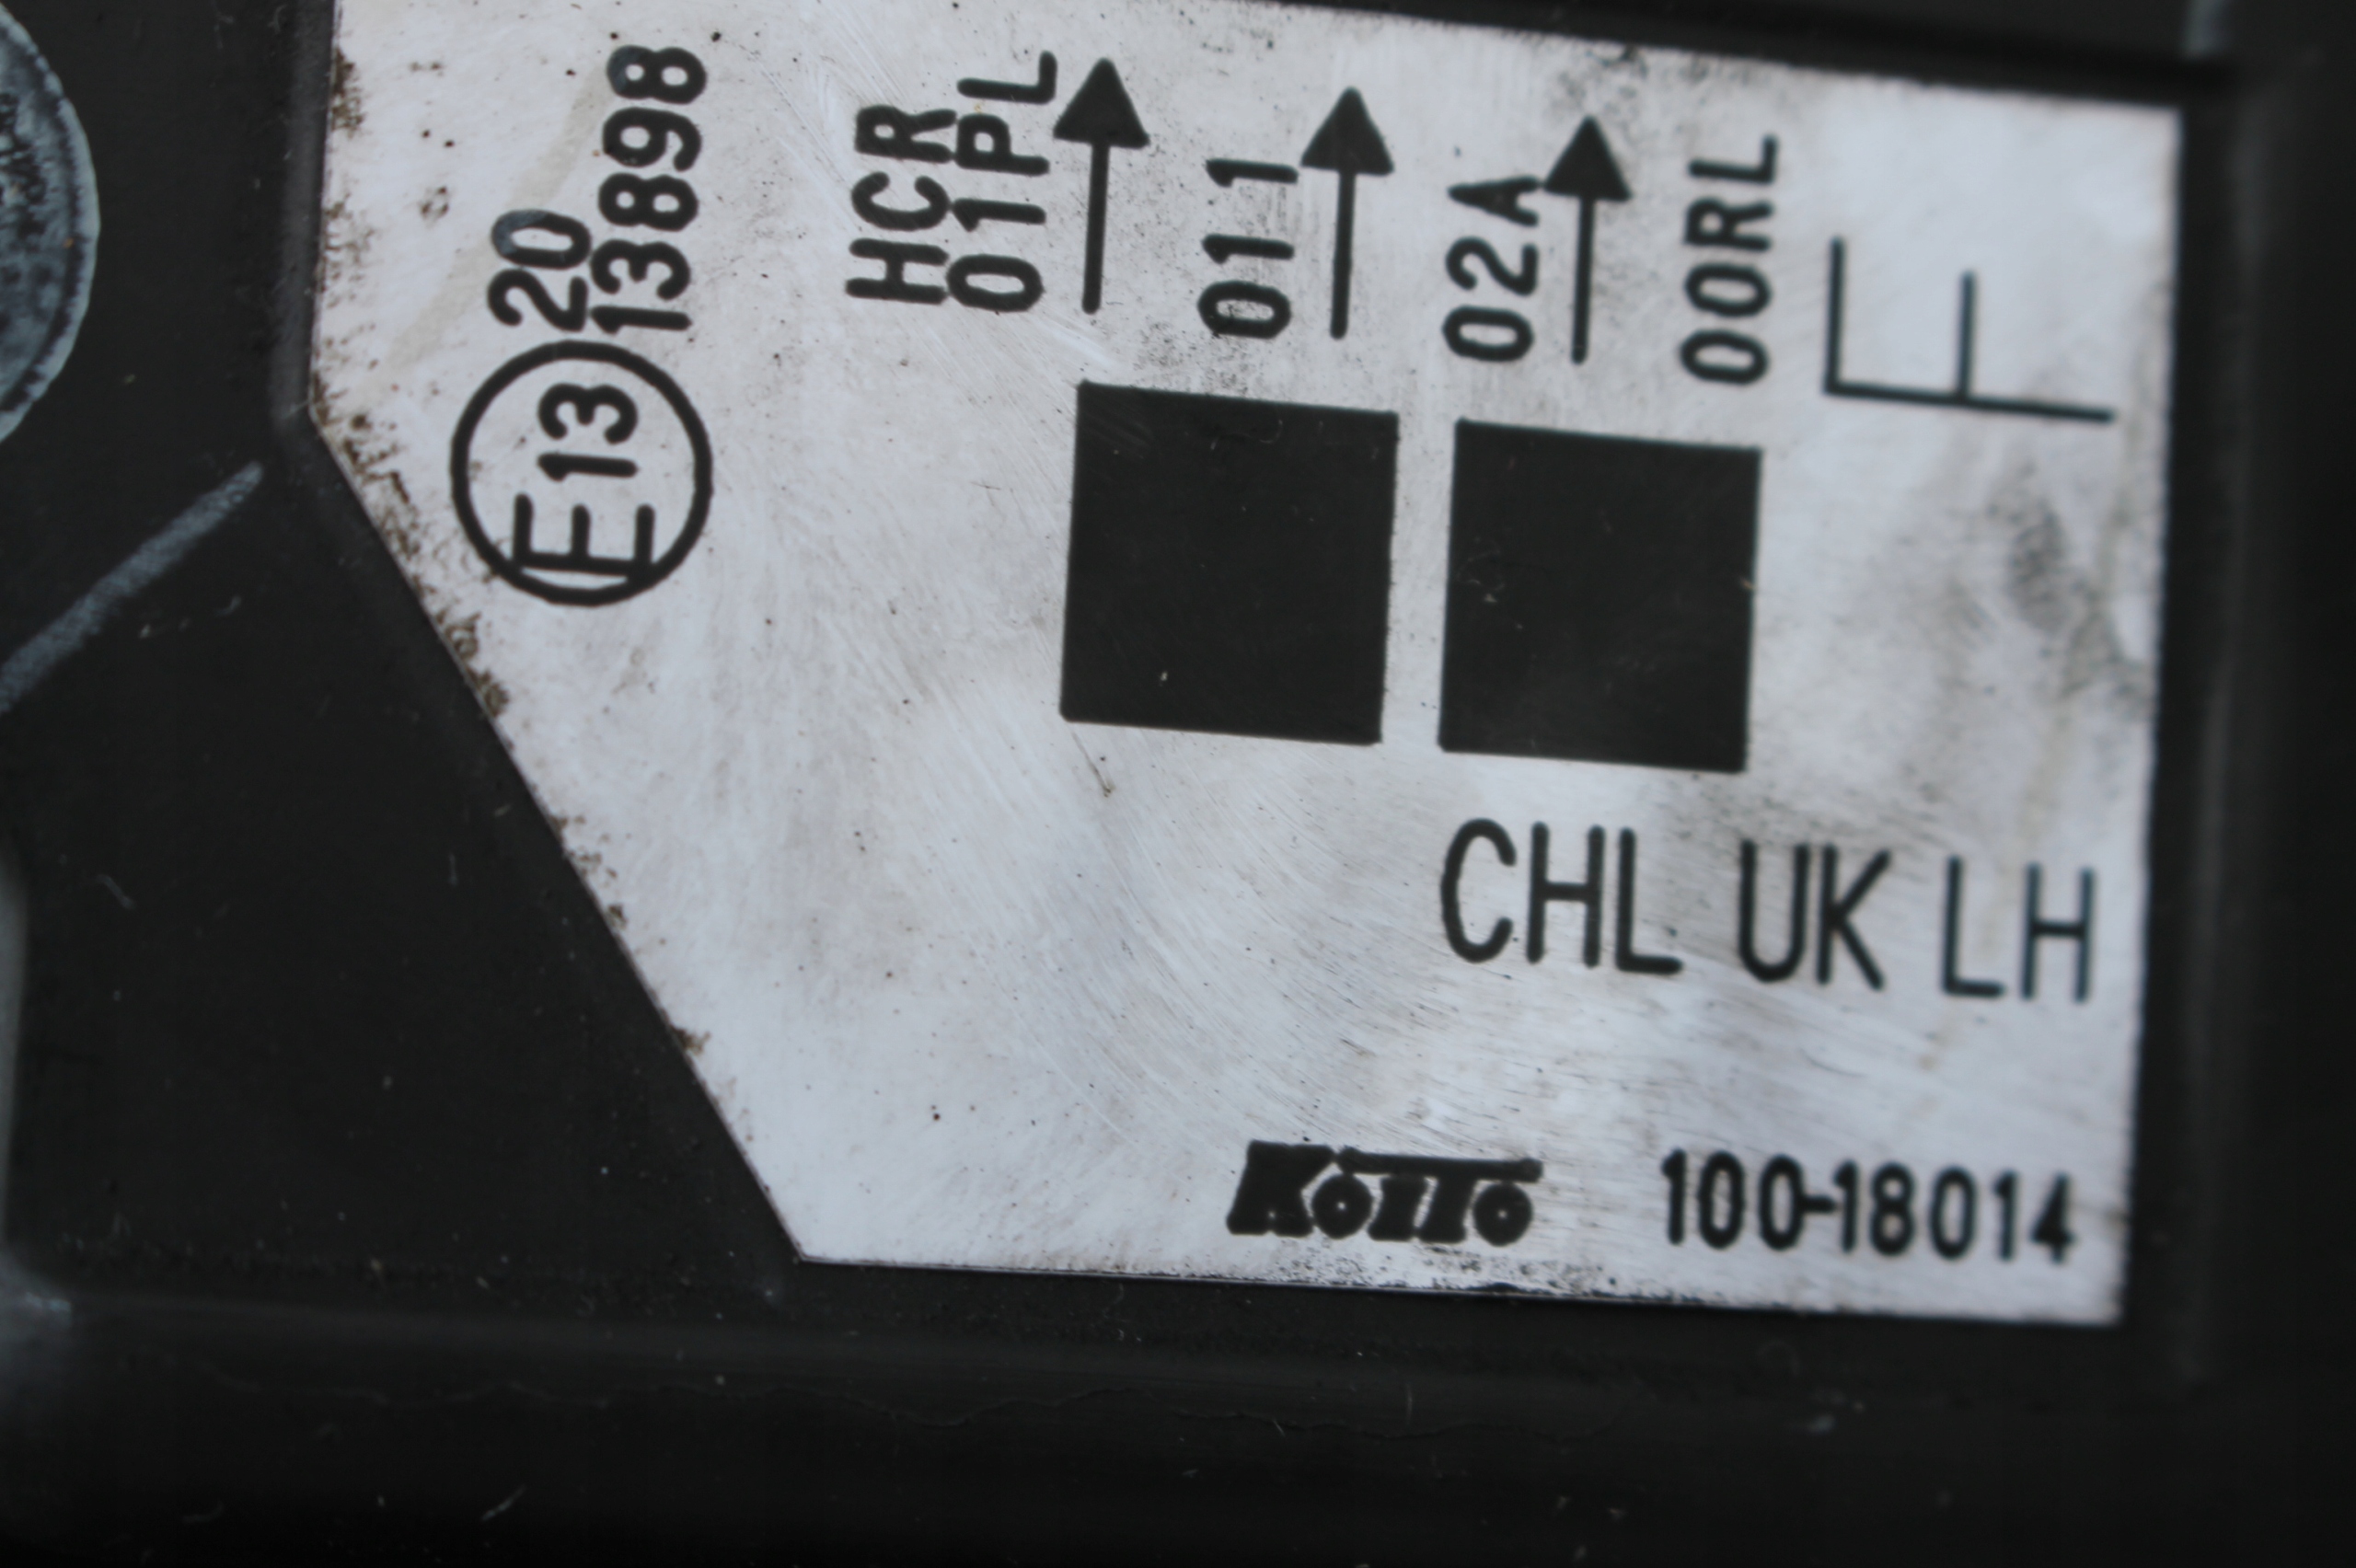 E13
20
13898
HCR
01PL
011
02A
00RL
F
CHL UK LH
KOITO 100-18014